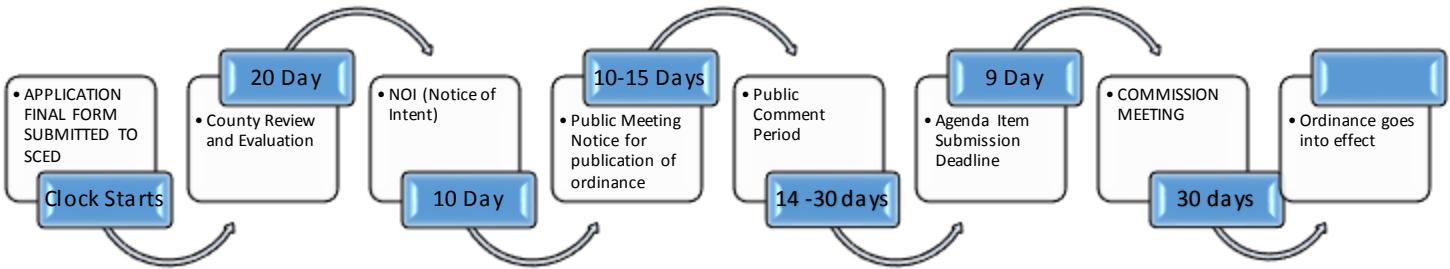 • APPLICATION
FINAL FORM
SUBMITTED TO
SCED
Clock Starts
20 Day
• County Review
and Evaluation
• NOI (Notice of
Intent)
10 Day
10-15 Days
• Public Meeting
Notice for
publication of
ordinance
• Public
Comment
Period
14 -30 days
9 Day
• Agenda Item
Submission
Deadline
• COMMISSION
MEETING
30 days
• Ordinance goes
into effect